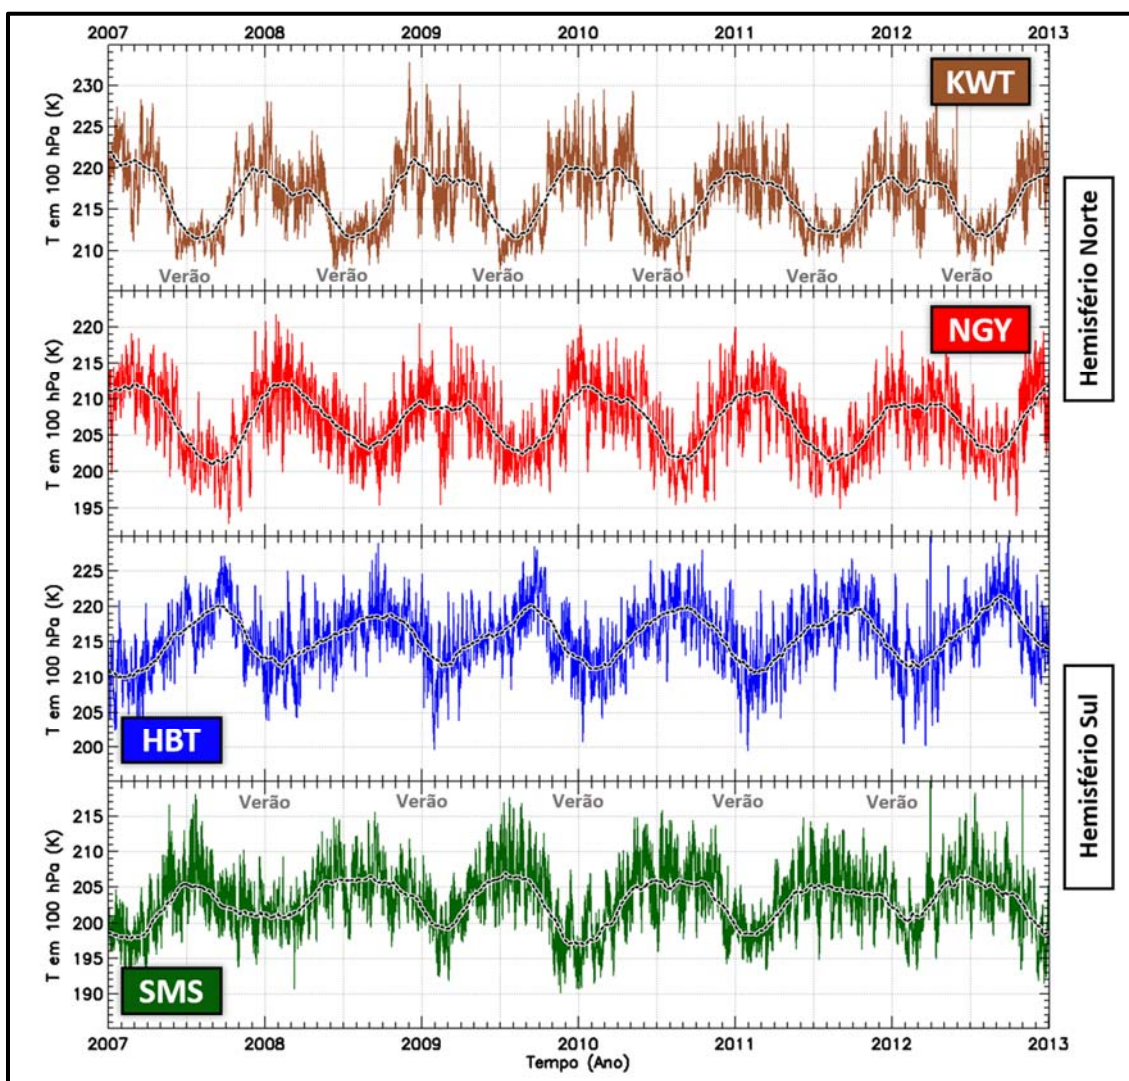 2007 2008 2009 2010 2011 2012 2013
KWT
T em 100 hPa (K)
230
225
220
215
210
Verão Verão Verão Verão Verão Verão
Hemisfério Norte
NGY
T em 100 hPa (K)
220
215
210
205
200
195
T em 100 hPa (K)
225
220
215
210
205
200
HBT
Hemisfério Sul
Verão Verão Verão Verão Verão
T em 100 hPa (K)
215
210
205
200
195
190
SMS
2007 2008 2009 2010 2011 2012 2013
Tempo (Ano)